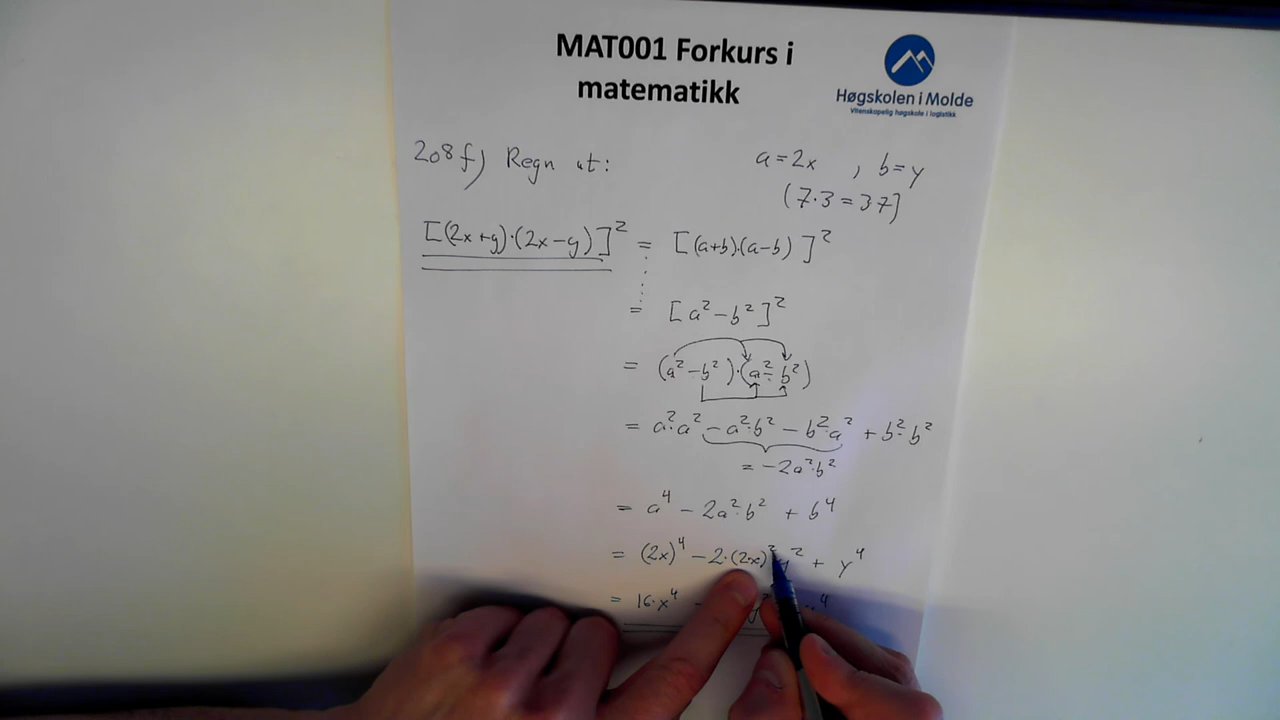 MAT001 Forkurs i
matematikk
Høgskolen i Molde
Vitenskapelig høgskole i logistikk
208 f) Regn ut:
a = 2x , b = y
(7·3 = 37)
[(2x+y)·(2x−y)]² = [(a+b)·(a−b)]²
= [a²−b²]²
= (a²−b²)·(a²−b²)
= a²·a² − a²·b² − b²·a² + b²·b²
= −2a²·b²
= a⁴ − 2a²·b² + b⁴
= (2x)⁴ − 2·(2x)² y² + y⁴
= 16·x⁴ −